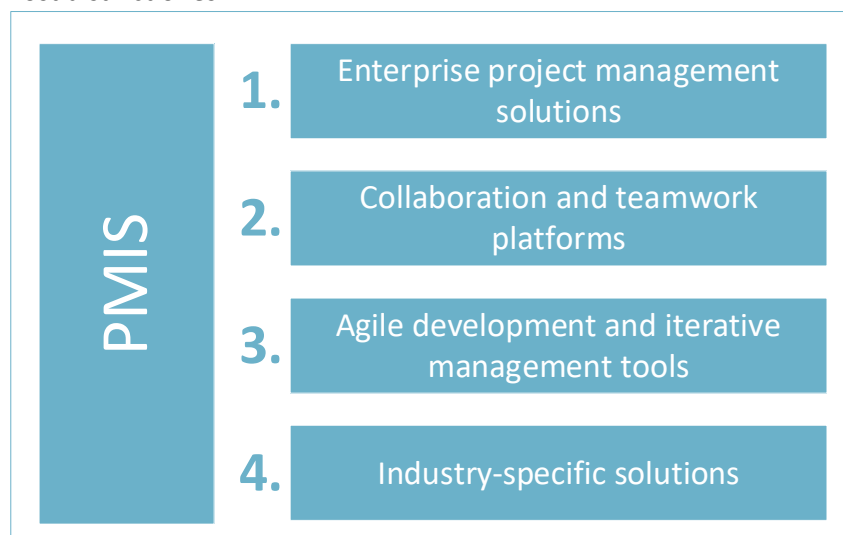 PMIS
1.
Enterprise project management
solutions
2.
Collaboration and teamwork
platforms
3.
Agile development and iterative
management tools
4.
Industry-specific solutions